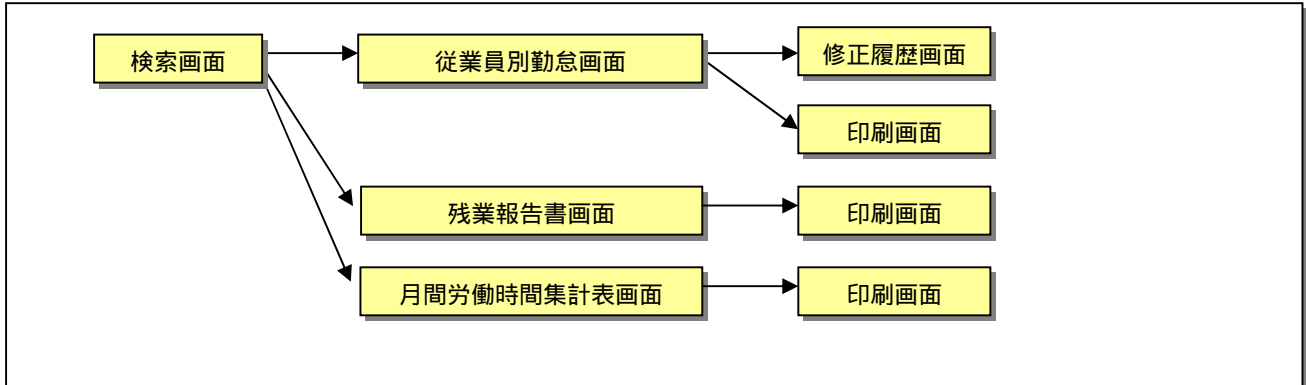 検索画面
従業員別勤怠画面
修正履歴画面
印刷画面
残業報告書画面
印刷画面
月間労働時間集計表画面
印刷画面